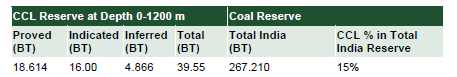 CCL Reserve at Depth 0-1200 m Coal Reserve
Proved Indicated Inferred Total Total India CCL % in Total
(BT) (BT) (BT) (BT) (BT) India Reserve
18.614 16.00 4.866 39.55 267.210 15%